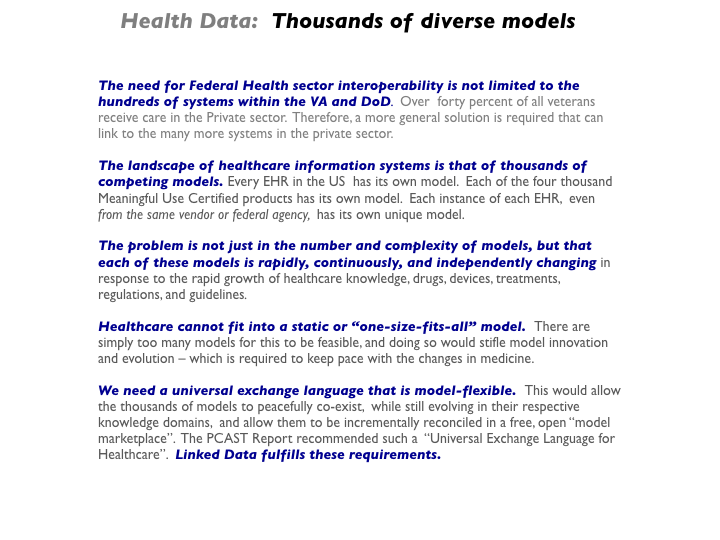 Health Data: Thousands of diverse models
The need for Federal Health sector interoperability is not limited to the
hundreds of systems within the VA and DoD. Over forty percent of all veterans
receive care in the Private sector. Therefore, a more general solution is required that can
link to the many more systems in the private sector.
The landscape of healthcare information systems is that of thousands of
competing models. Every EHR in the US has its own model. Each of the four thousand
Meaningful Use Certified products has its own model. Each instance of each EHR, even
from the same vendor or federal agency, has its own unique model.
The problem is not just in the number and complexity of models, but that
each of these models is rapidly, continuously, and independently changing in
response to the rapid growth of healthcare knowledge, drugs, devices, treatments,
regulations, and guidelines.
Healthcare cannot fit into a static or “one-size-fits-all” model. There are
simply too many models for this to be feasible, and doing so would stifle model innovation
and evolution – which is required to keep pace with the changes in medicine.
We need a universal exchange language that is model-flexible. This would allow
the thousands of models to peacefully co-exist, while still evolving in their respective
knowledge domains, and allow them to be incrementally reconciled in a free, open “model
marketplace”. The PCAST Report recommended such a “Universal Exchange Language for
Healthcare”. Linked Data fulfills these requirements.